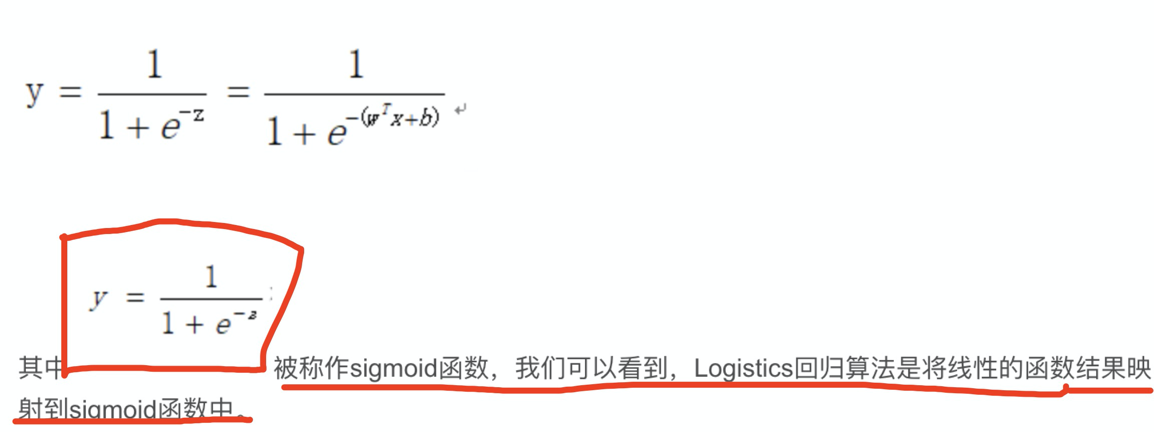 y = 1 / (1 + e^{-z}) = 1 / (1 + e^{-(w^T x+b)}) ↵
y = 1 / (1 + e^{-z})
其中 被称作sigmoid函数，我们可以看到，Logistics回归算法是将线性的函数结果映
射到sigmoid函数中。